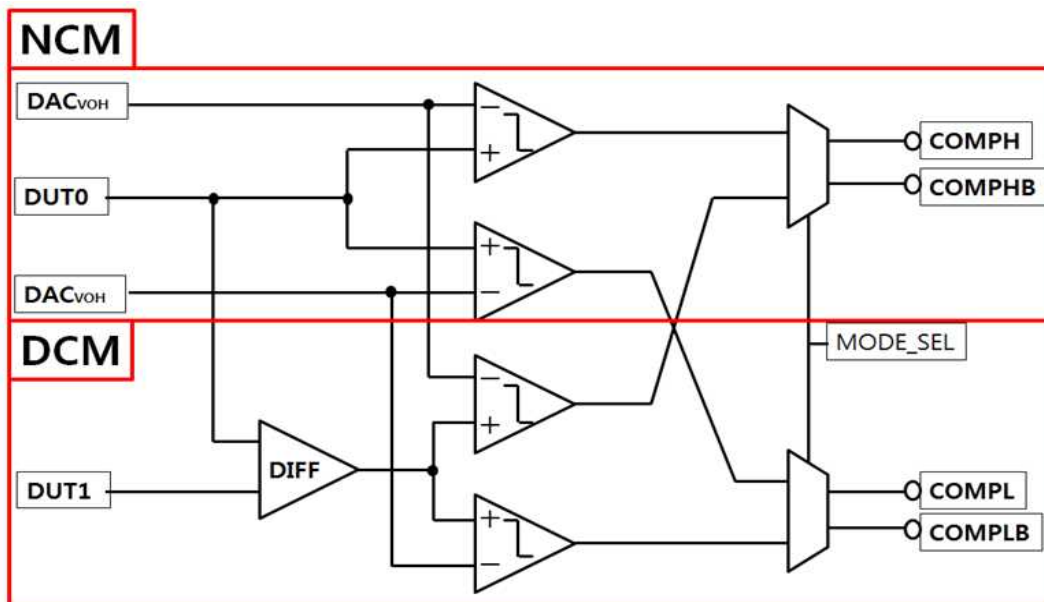 NCM
DACVOH
COMPH
DUT0
COMPHB
DACVOH
DCM
MODE_SEL
DIFF
DUT1
COMPL
COMPLB